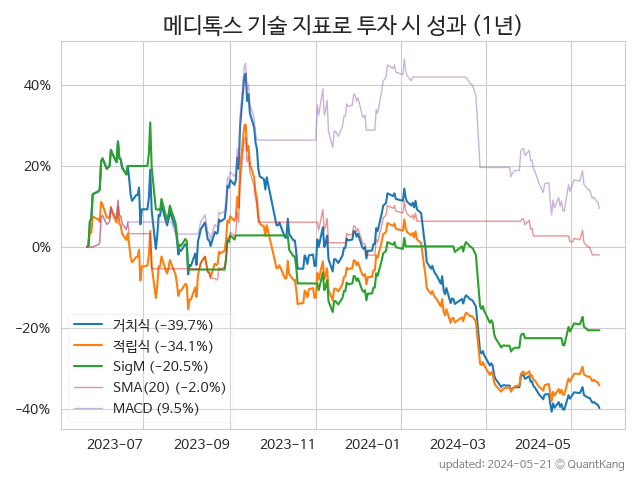 메디톡스 기술 지표로 투자 시 성과 (1년)
40%
20%
0%
−20%
−40%
거치식 (−39.7%)
적립식 (−34.1%)
SigM (−20.5%)
SMA(20) (−2.0%)
MACD (9.5%)
2023-07 2023-09 2023-11 2024-01 2024-03 2024-05
updated: 2024-05-21 ⓒ QuantKang